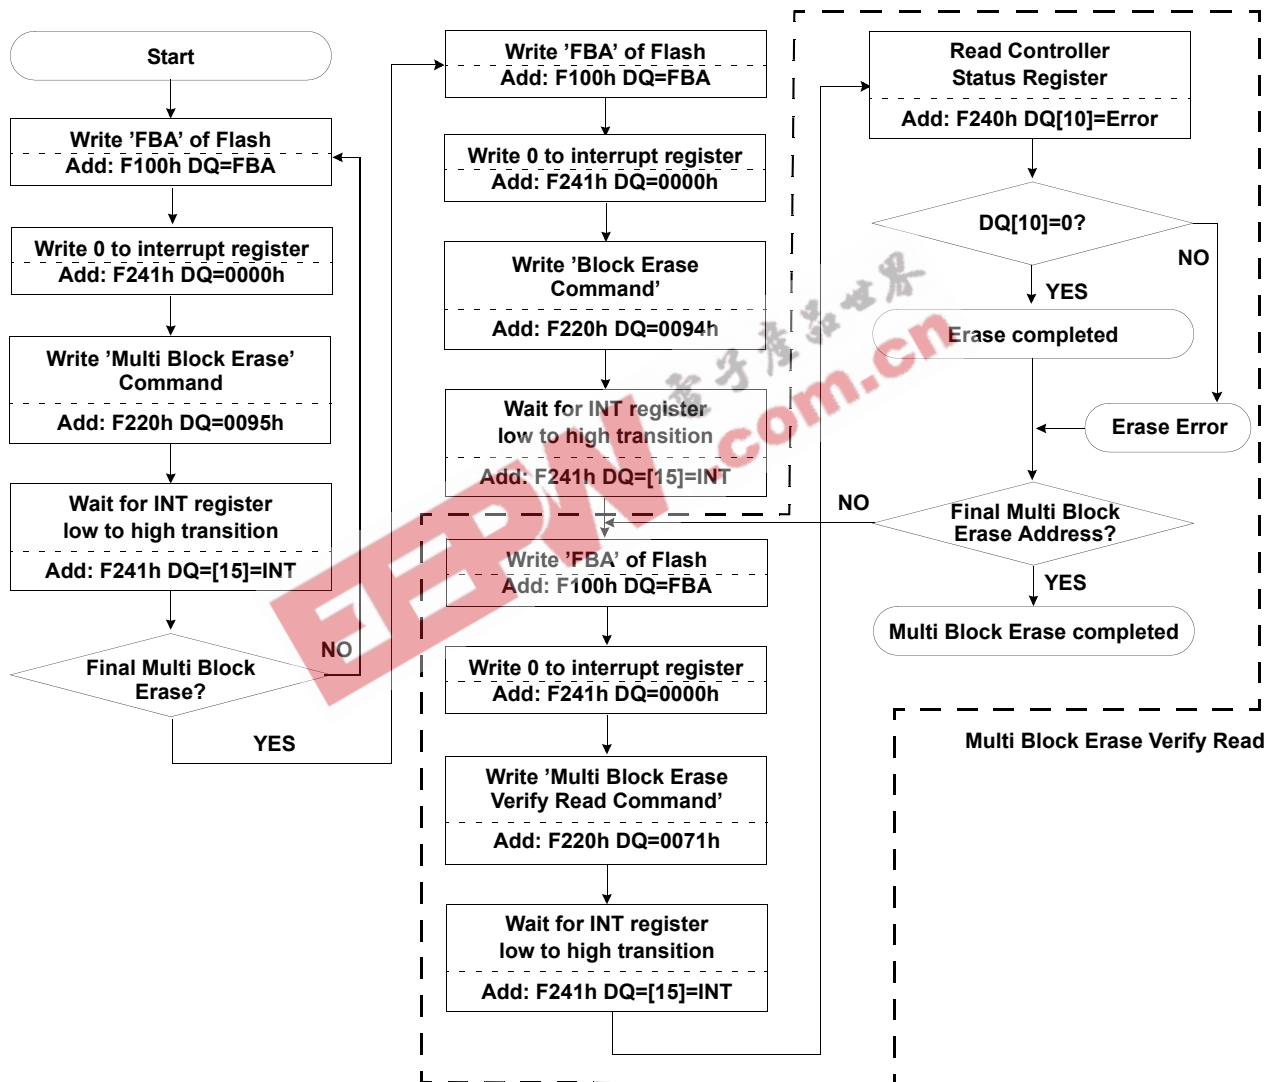 Start
Write ’FBA’ of Flash
Add: F100h DQ=FBA
Write 0 to interrupt register
Add: F241h DQ=0000h
Write ’Multi Block Erase’
Command
Add: F220h DQ=0095h
Wait for INT register
low to high transition
Add: F241h DQ=[15]=INT
Final Multi Block
Erase?
NO
YES
Write ’FBA’ of Flash
Add: F100h DQ=FBA
Write 0 to interrupt register
Add: F241h DQ=0000h
Write ’Block Erase
Command’
Add: F220h DQ=0094h
Wait for INT register
low to high transition
Add: F241h DQ=[15]=INT
Write ’FBA’ of Flash
Add: F100h DQ=FBA
Write 0 to interrupt register
Add: F241h DQ=0000h
Write ’Multi Block Erase
Verify Read Command’
Add: F220h DQ=0071h
Wait for INT register
low to high transition
Add: F241h DQ=[15]=INT
Read Controller
Status Register
Add: F240h DQ[10]=Error
DQ[10]=0?
NO
YES
Erase completed
Erase Error
Final Multi Block
Erase Address?
NO
YES
Multi Block Erase completed
Multi Block Erase Verify Read
EEPW
.com.cn
電子產品世界